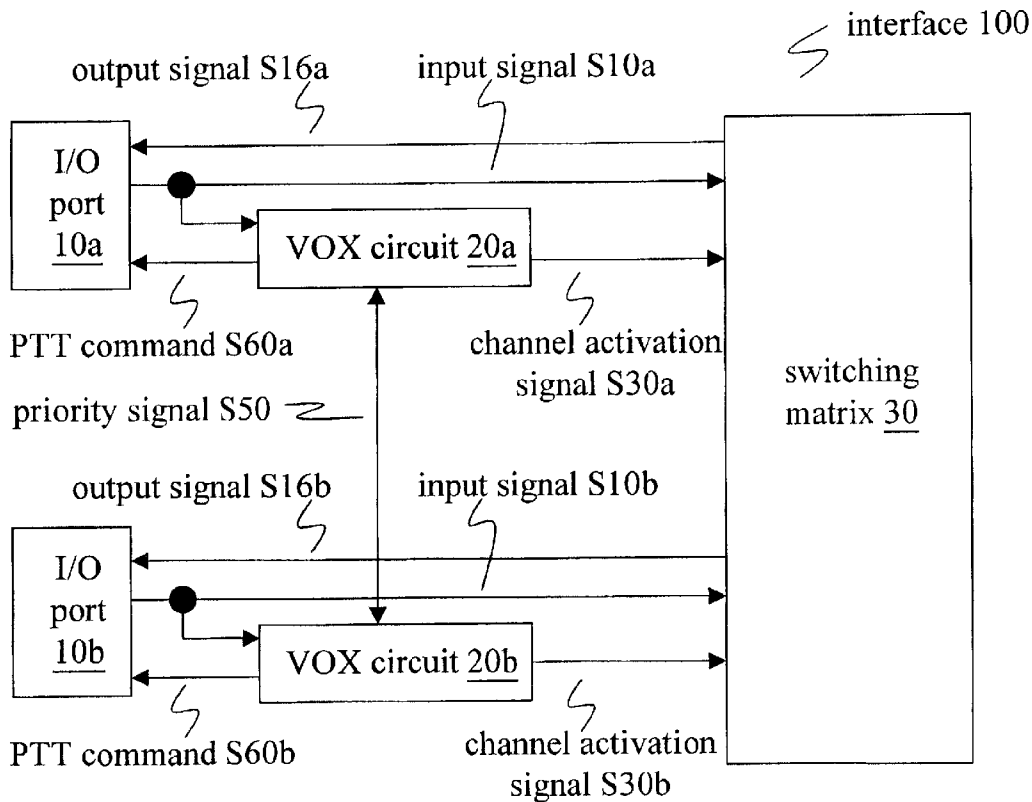 interface 100
output signal S16a
input signal S10a
I/O
port
10a
VOX circuit 20a
PTT command S60a
channel activation
signal S30a
priority signal S50
switching
matrix 30
output signal S16b
input signal S10b
I/O
port
10b
VOX circuit 20b
PTT command S60b
channel activation
signal S30b